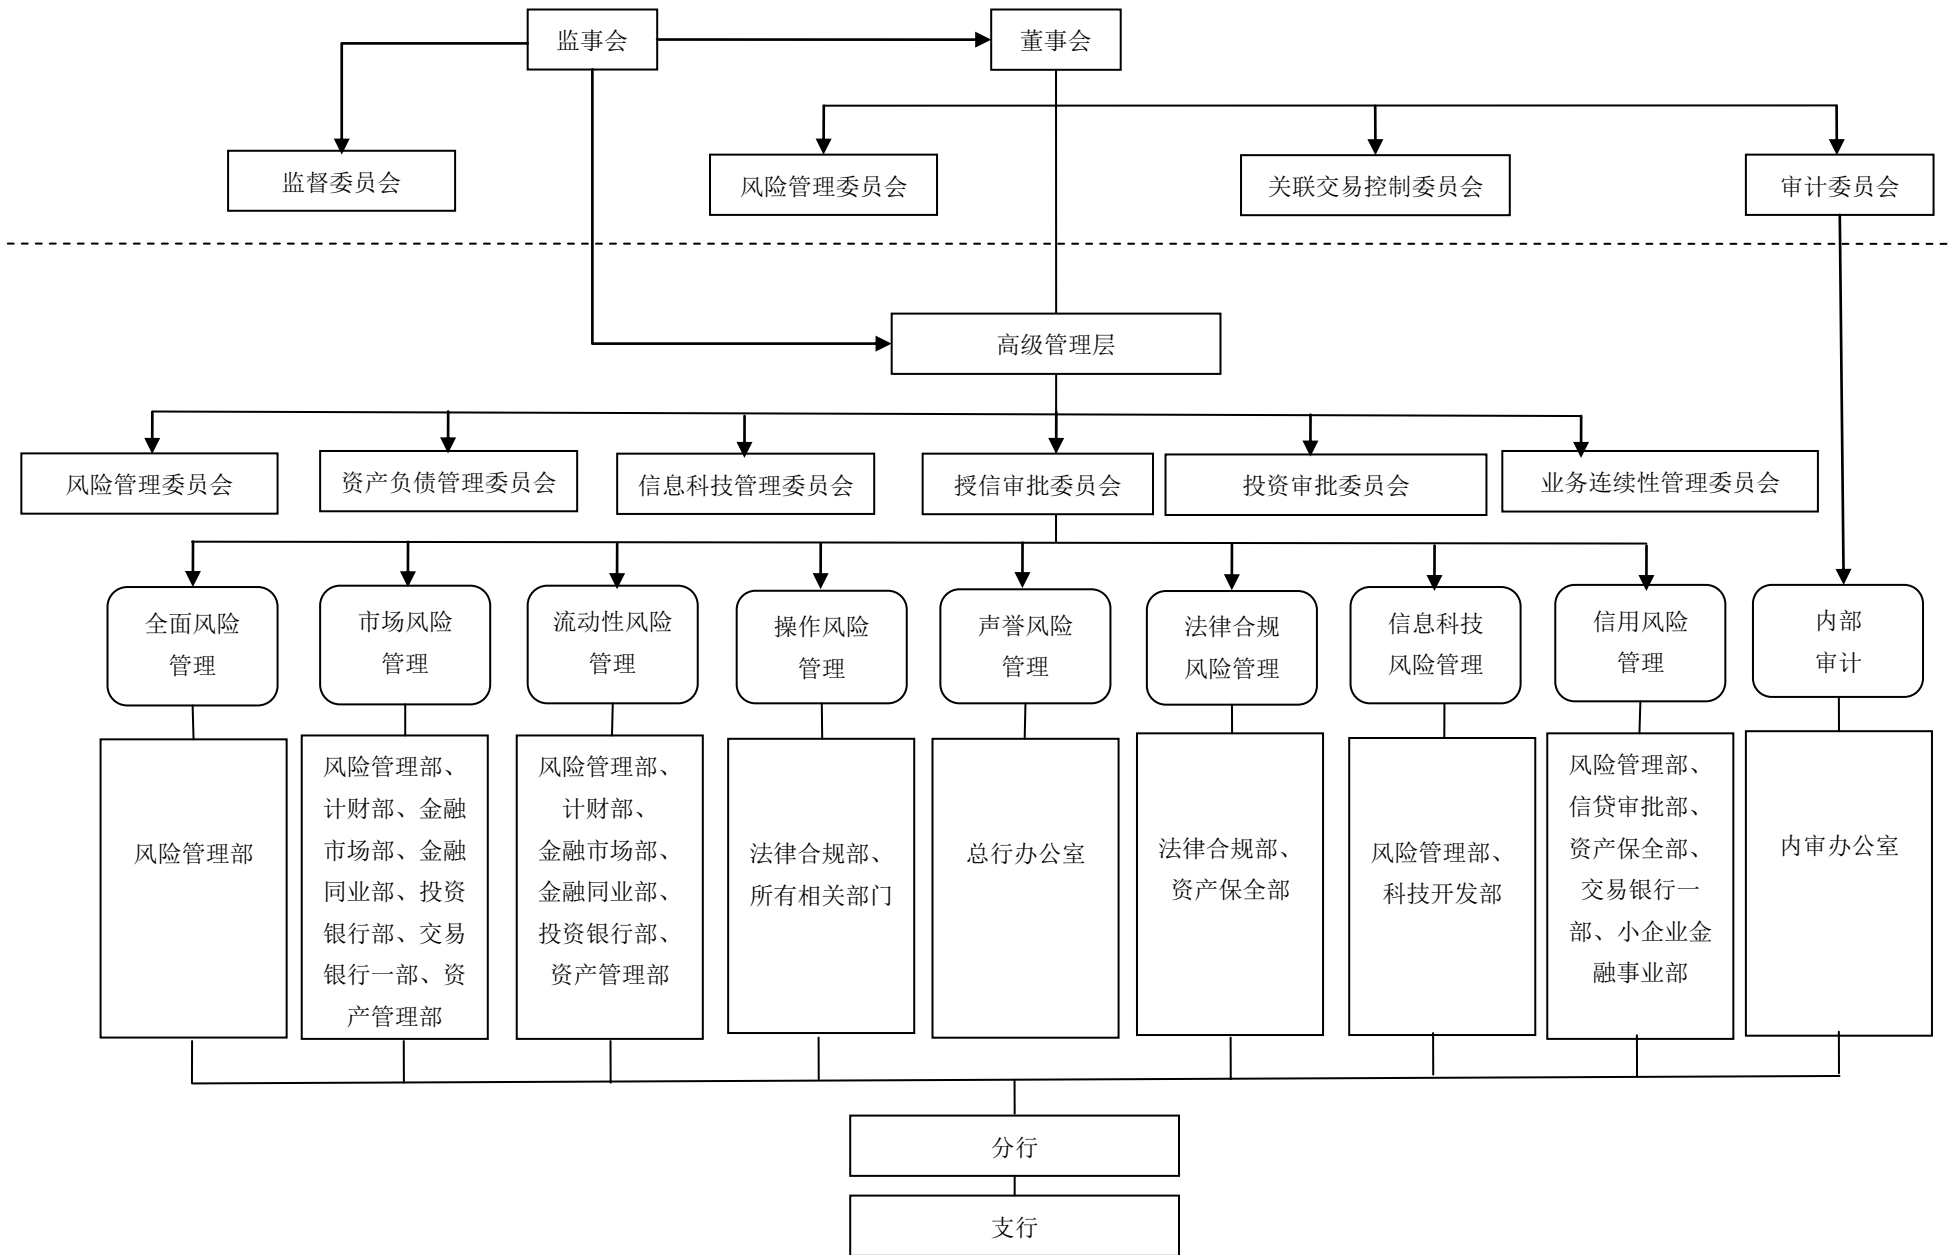 监事会
董事会
监督委员会
风险管理委员会
关联交易控制委员会
审计委员会
高级管理层
风险管理委员会
资产负债管理委员会
信息科技管理委员会
授信审批委员会
投资审批委员会
业务连续性管理委员会
全面风险
管理
市场风险
管理
流动性风险
管理
操作风险
管理
声誉风险
管理
法律合规
风险管理
信息科技
风险管理
信用风险
管理
内部
审计
风险管理部
风险管理部、
计财部、金融
市场部、金融
同业部、投资
银行部、交易
银行一部、资
产管理部
风险管理部、
计财部、
金融市场部、
金融同业部、
投资银行部、
资产管理部
法律合规部、
所有相关部门
总行办公室
法律合规部、
资产保全部
风险管理部、
科技开发部
风险管理部、
信贷审批部、
资产保全部、
交易银行一
部、小企业金
融事业部
内审办公室
分行
支行